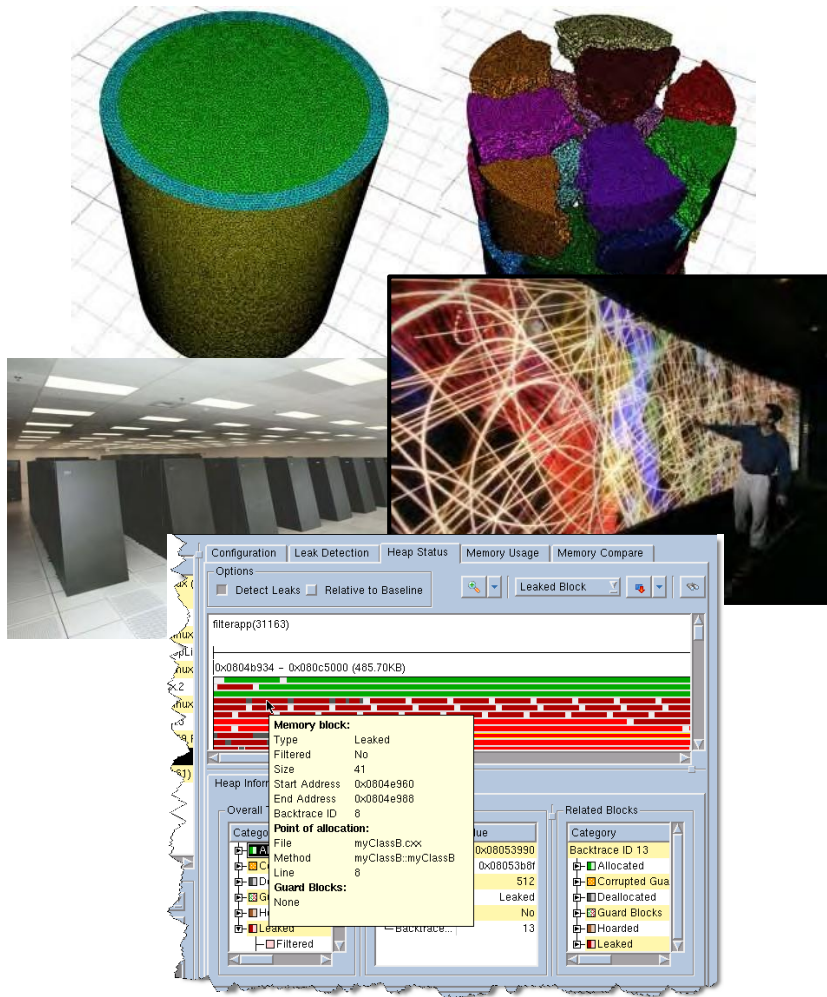 Configuration Leak Detection Heap Status Memory Usage Memory Compare
Options
Detect Leaks Relative to Baseline Leaked Block
filterapp(31163)
0x0804b934 - 0x080c5000 (485.70KB)
Memory block:
Type Leaked
Filtered No
Size 41
Start Address 0x0804e960
End Address 0x0804e988
Backtrace ID 8
Point of allocation:
File myClassB.cxx
Method myClassB::myClassB
Line 8
Guard Blocks:
None
Heap Inform
Overall
Catego
Leaked
Filtered
lue
0x08053990
0x08053b8f
512
Leaked
No
Backtrace... 13
Related Blocks
Category
Backtrace ID 13
Allocated
Corrupted Gua
Deallocated
Guard Blocks
Hoarded
Leaked